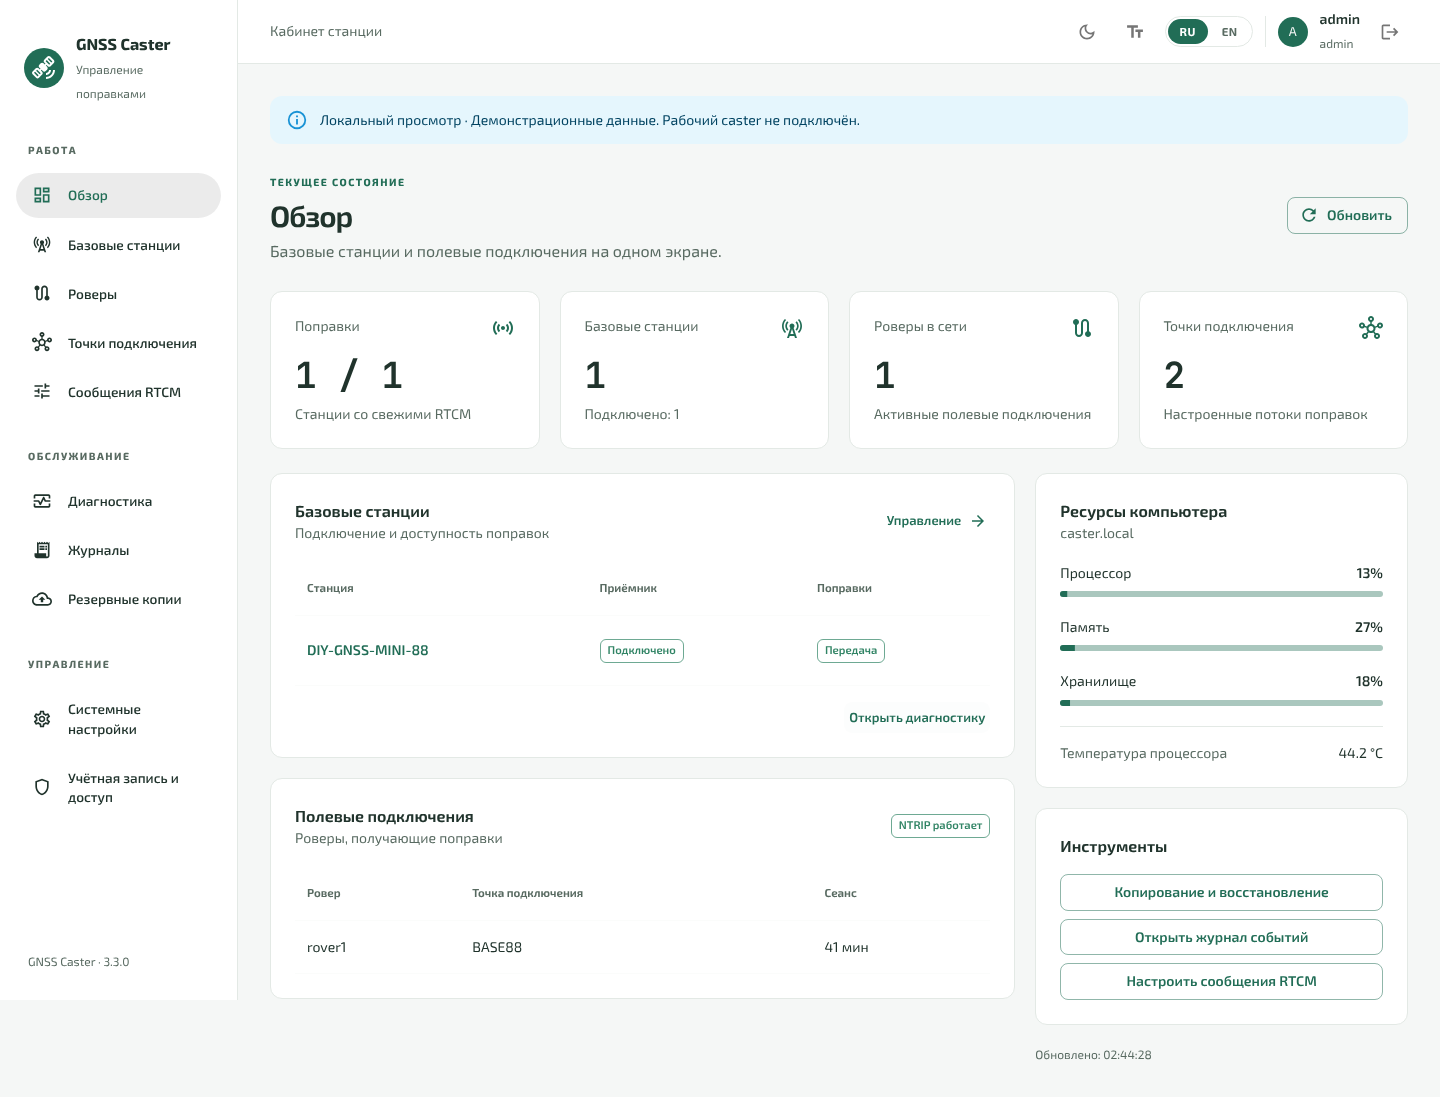 GNSS Caster
Управление
поправками
РАБОТА
Обзор
Базовые станции
Роверы
Точки подключения
Сообщения RTCM
ОБСЛУЖИВАНИЕ
Диагностика
Журналы
Резервные копии
УПРАВЛЕНИЕ
Системные
настройки
Учётная запись и
доступ
GNSS Caster · 3.3.0
Кабинет станции
Tт
RU
EN
A
admin
admin
Локальный просмотр · Демонстрационные данные. Рабочий caster не подключён.
ТЕКУЩЕЕ СОСТОЯНИЕ
Обзор
Базовые станции и полевые подключения на одном экране.
Обновить
Поправки
1 / 1
Станции со свежими RTCM
Базовые станции
1
Подключено: 1
Роверы в сети
1
Активные полевые подключения
Точки подключения
2
Настроенные потоки поправок
Базовые станции
Подключение и доступность поправок
Управление
Станция Приёмник Поправки
DIY-GNSS-MINI-88 Подключено Передача
Открыть диагностику
Полевые подключения
Роверы, получающие поправки
NTRIP работает
Ровер Точка подключения Сеанс
rover1 BASE88 41 мин
Ресурсы компьютера
caster.local
Процессор 13%
Память 27%
Хранилище 18%
Температура процессора 44.2 °C
Инструменты
Копирование и восстановление
Открыть журнал событий
Настроить сообщения RTCM
Обновлено: 02:44:28